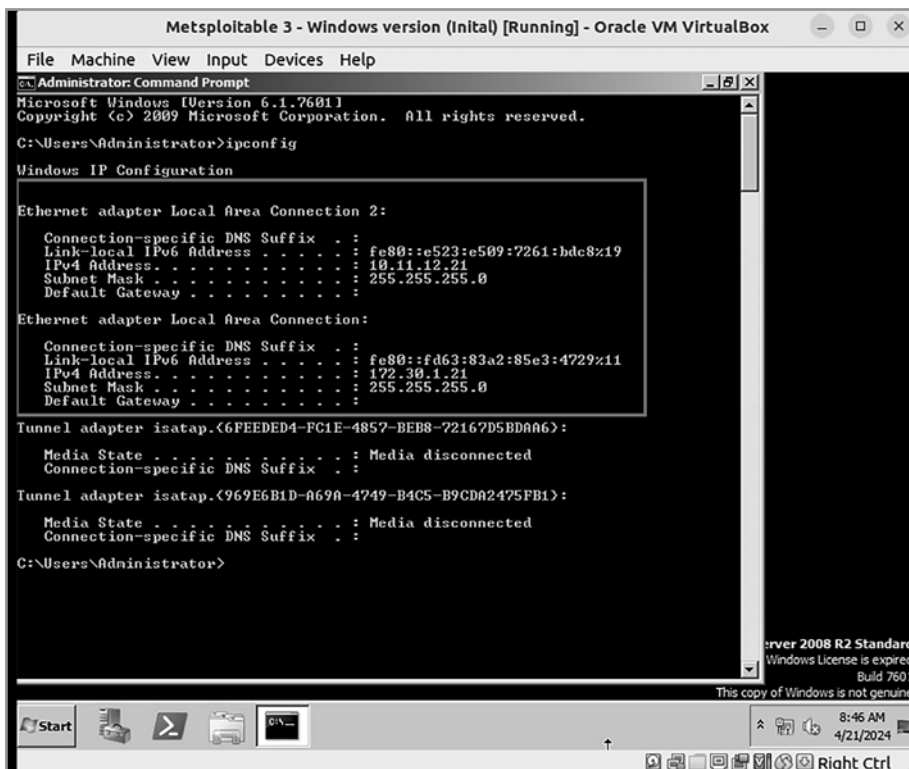 Metsploitable 3 - Windows version (Inital) [Running] - Oracle VM VirtualBox
File Machine View Input Devices Help
Administrator: Command Prompt
Microsoft Windows [Version 6.1.7601]
Copyright (c) 2009 Microsoft Corporation. All rights reserved.
C:\Users\Administrator>ipconfig
Windows IP Configuration
Ethernet adapter Local Area Connection 2:
Connection-specific DNS Suffix . :
Link-local IPv6 Address . . . . . : fe80::e523:e509:7261:bdc8%19
IPv4 Address. . . . . . . . . . . : 10.11.12.21
Subnet Mask . . . . . . . . . . . : 255.255.255.0
Default Gateway . . . . . . . . . :
Ethernet adapter Local Area Connection:
Connection-specific DNS Suffix . :
Link-local IPv6 Address . . . . . : fe80::fd63:83a2:85e3:4729%11
IPv4 Address. . . . . . . . . . . : 172.30.1.21
Subnet Mask . . . . . . . . . . . : 255.255.255.0
Default Gateway . . . . . . . . . :
Tunnel adapter isatap.{6FEEDED4-FC1E-4857-BEB8-72167D5BDAA6}:
Media State . . . . . . . . . . . : Media disconnected
Connection-specific DNS Suffix . :
Tunnel adapter isatap.{969E6B1D-A69A-4749-B4C5-B9CDA2475FB1}:
Media State . . . . . . . . . . . : Media disconnected
Connection-specific DNS Suffix . :
C:\Users\Administrator>
erver 2008 R2 Standard
Windows License is expired
Build 7601
This copy of Windows is not genuine
Start
8:46 AM
4/21/2024
Right Ctrl